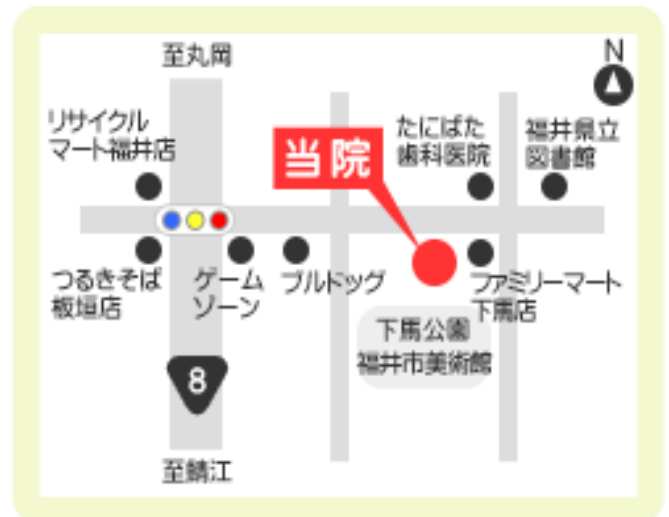 至丸岡
N
リサイクル
マート福井店
当院
たにばた
歯科医院
福井県立
図書館
つるきそば
板垣店
ゲーム
ゾーン
ブルドッグ
ファミリーマート
下馬店
下馬公園
福井市美術館
8
至鯖江